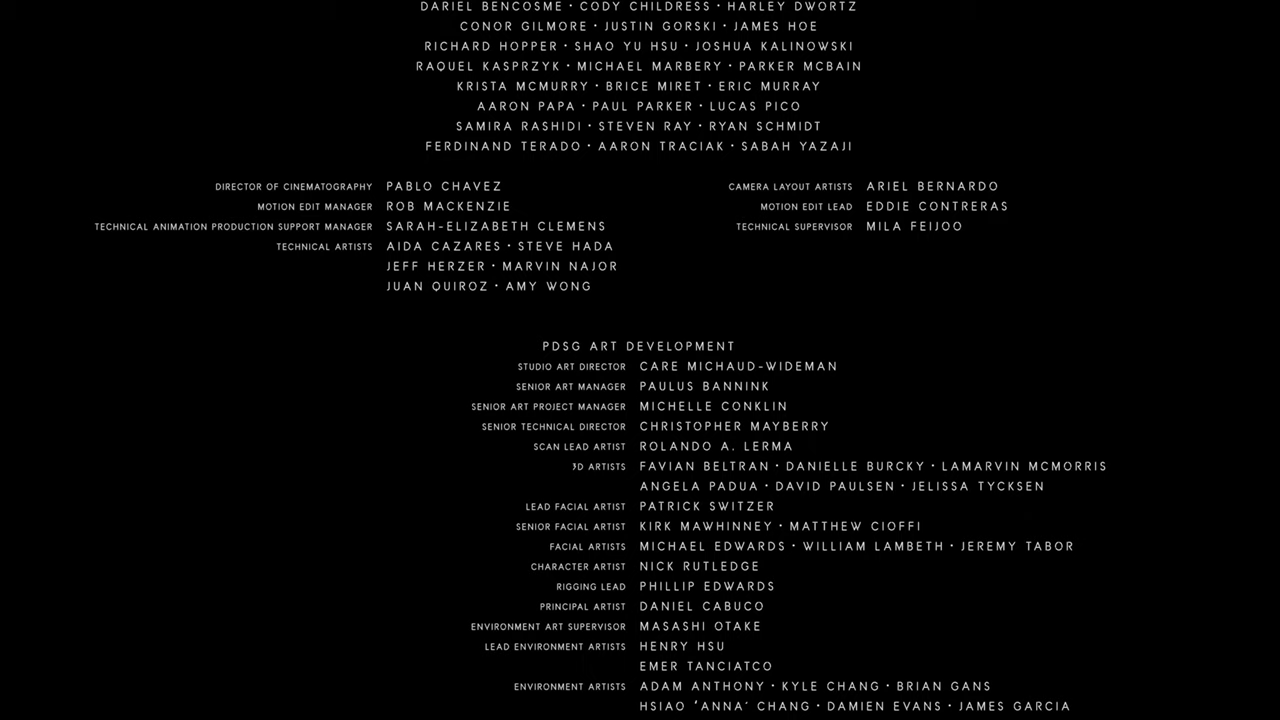 DARIEL BENCOSME • CODY CHILDRESS • HARLEY DWORTZ
CONOR GILMORE • JUSTIN GORSKI • JAMES HOE
RICHARD HOPPER • SHAO YU HSU • JOSHUA KALINOWSKI
RAQUEL KASPRZYK • MICHAEL MARBERY • PARKER MCBAIN
KRISTA MCMURRY • BRICE MIRET • ERIC MURRAY
AARON PAPA • PAUL PARKER • LUCAS PICO
SAMIRA RASHIDI • STEVEN RAY • RYAN SCHMIDT
FERDINAND TERADO • AARON TRACIAK • SABAH YAZAJI
DIRECTOR OF CINEMATOGRAPHY PABLO CHAVEZ
MOTION EDIT MANAGER ROB MACKENZIE
TECHNICAL ANIMATION PRODUCTION SUPPORT MANAGER SARAH-ELIZABETH CLEMENS
TECHNICAL ARTISTS AIDA CAZARES • STEVE HADA
JEFF HERZER • MARVIN NAJOR
JUAN QUIROZ • AMY WONG
CAMERA LAYOUT ARTISTS ARIEL BERNARDO
MOTION EDIT LEAD EDDIE CONTRERAS
TECHNICAL SUPERVISOR MILA FEIJOO
PDSG ART DEVELOPMENT
STUDIO ART DIRECTOR CARE MICHAUD-WIDEMAN
SENIOR ART MANAGER PAULUS BANNINK
SENIOR ART PROJECT MANAGER MICHELLE CONKLIN
SENIOR TECHNICAL DIRECTOR CHRISTOPHER MAYBERRY
SCAN LEAD ARTIST ROLANDO A. LERMA
3D ARTISTS FAVIAN BELTRAN • DANIELLE BURCKY • LAMARVIN MCMORRIS
ANGELA PADUA • DAVID PAULSEN • JELISSA TYCKSEN
LEAD FACIAL ARTIST PATRICK SWITZER
SENIOR FACIAL ARTIST KIRK MAWHINNEY • MATTHEW CIOFFI
FACIAL ARTISTS MICHAEL EDWARDS • WILLIAM LAMBETH • JEREMY TABOR
CHARACTER ARTIST NICK RUTLEDGE
RIGGING LEAD PHILLIP EDWARDS
PRINCIPAL ARTIST DANIEL CABUCO
ENVIRONMENT ART SUPERVISOR MASASHI OTAKE
LEAD ENVIRONMENT ARTISTS HENRY HSU
EMER TANCIATCO
ENVIRONMENT ARTISTS ADAM ANTHONY • KYLE CHANG • BRIAN GANS
HSIAO 'ANNA' CHANG • DAMIEN EVANS • JAMES GARCIA